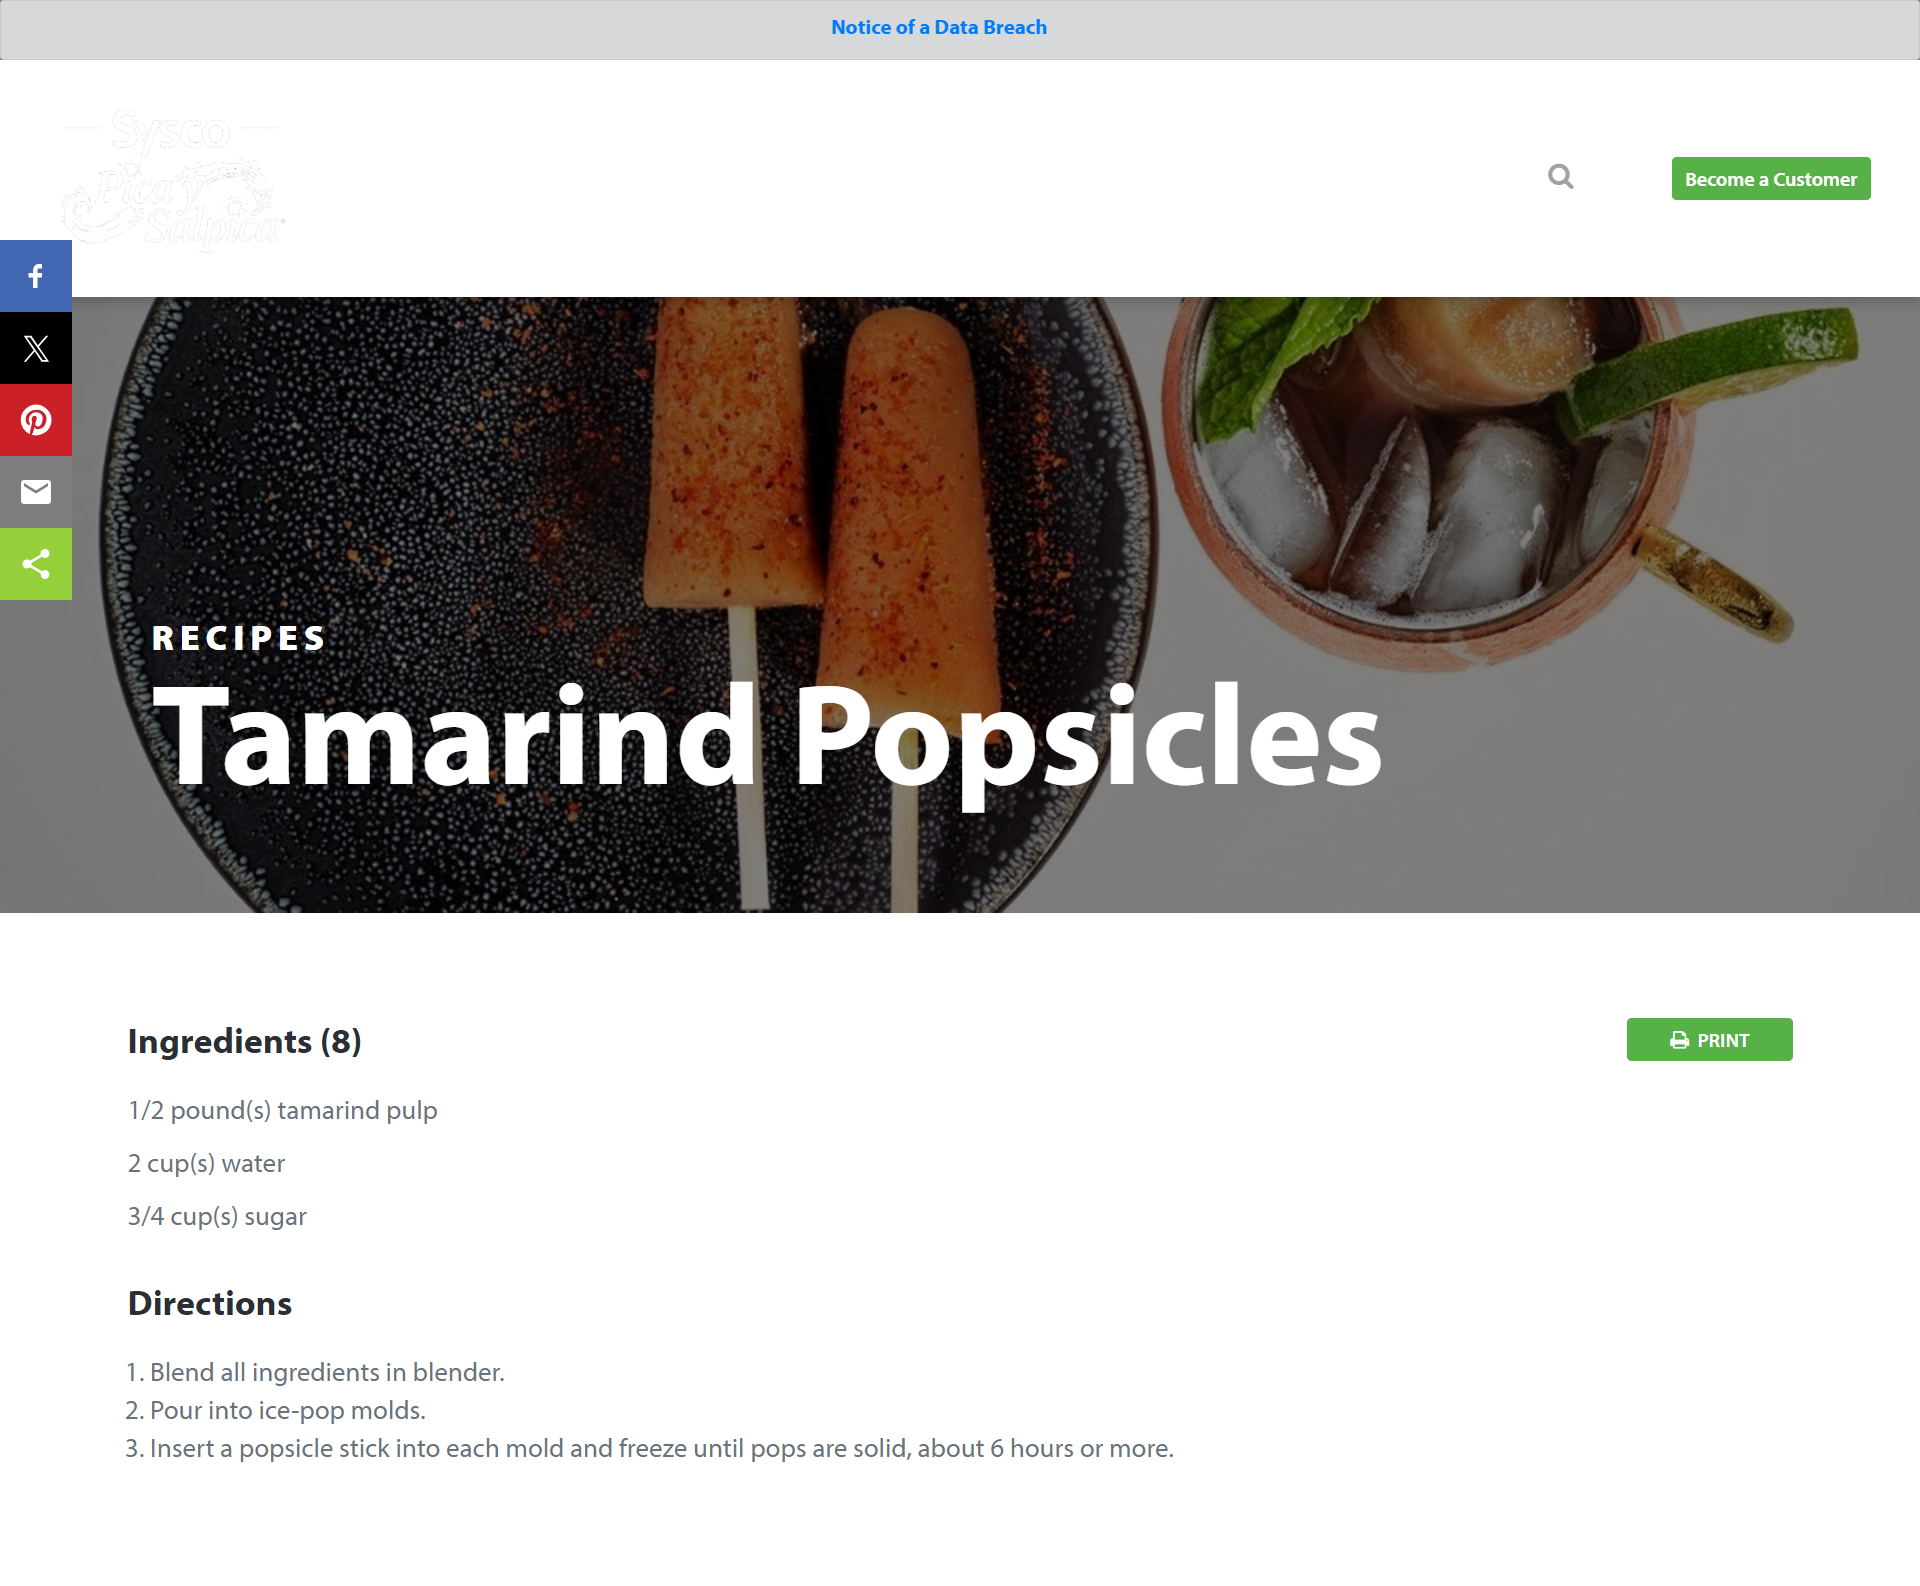 Notice of a Data Breach
Sysco
Pica y
Salpica
Become a Customer
RECIPES
Tamarind Popsicles
Ingredients (8)
PRINT
1/2 pound(s) tamarind pulp
2 cup(s) water
3/4 cup(s) sugar
Directions
1. Blend all ingredients in blender.
2. Pour into ice-pop molds.
3. Insert a popsicle stick into each mold and freeze until pops are solid, about 6 hours or more.